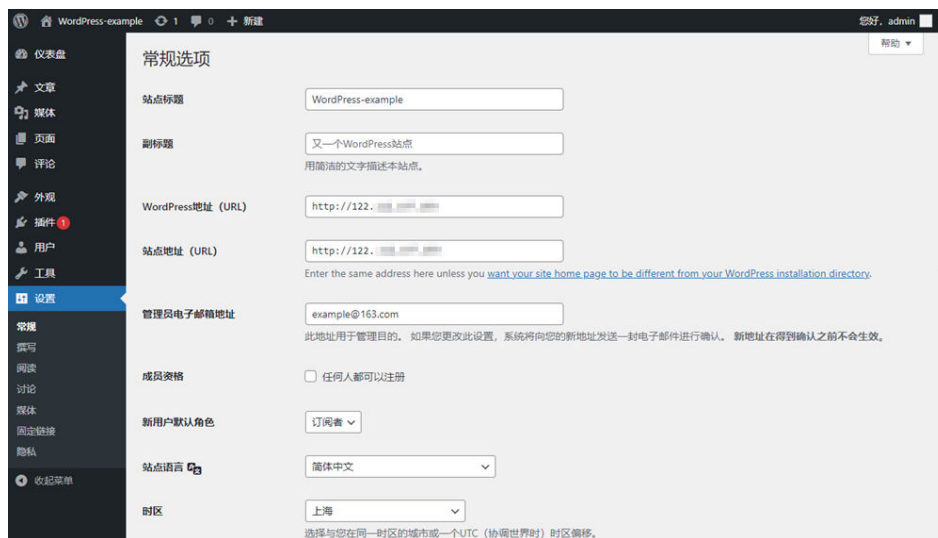 WordPress-example 1 0 新建 您好, admin
帮助
仪表盘
文章
媒体
页面
评论
外观
插件 1
用户
工具
设置
常规
撰写
阅读
讨论
媒体
固定链接
隐私
收起菜单
常规选项
站点标题 WordPress-example
副标题 又一个WordPress站点
用简洁的文字描述本站点。
WordPress地址（URL） http://122.
站点地址（URL） http://122.
Enter the same address here unless you want your site home page to be different from your WordPress installation directory.
管理员电子邮箱地址 example@163.com
此地址用于管理目的。 如果您更改此设置，系统将向您的新地址发送一封电子邮件进行确认。 新地址在得到确认之前不会生效。
成员资格 任何人都可以注册
新用户默认角色 订阅者
站点语言 简体中文
时区 上海
选择与您在同一时区的城市或一个UTC（协调世界时）时区偏移。